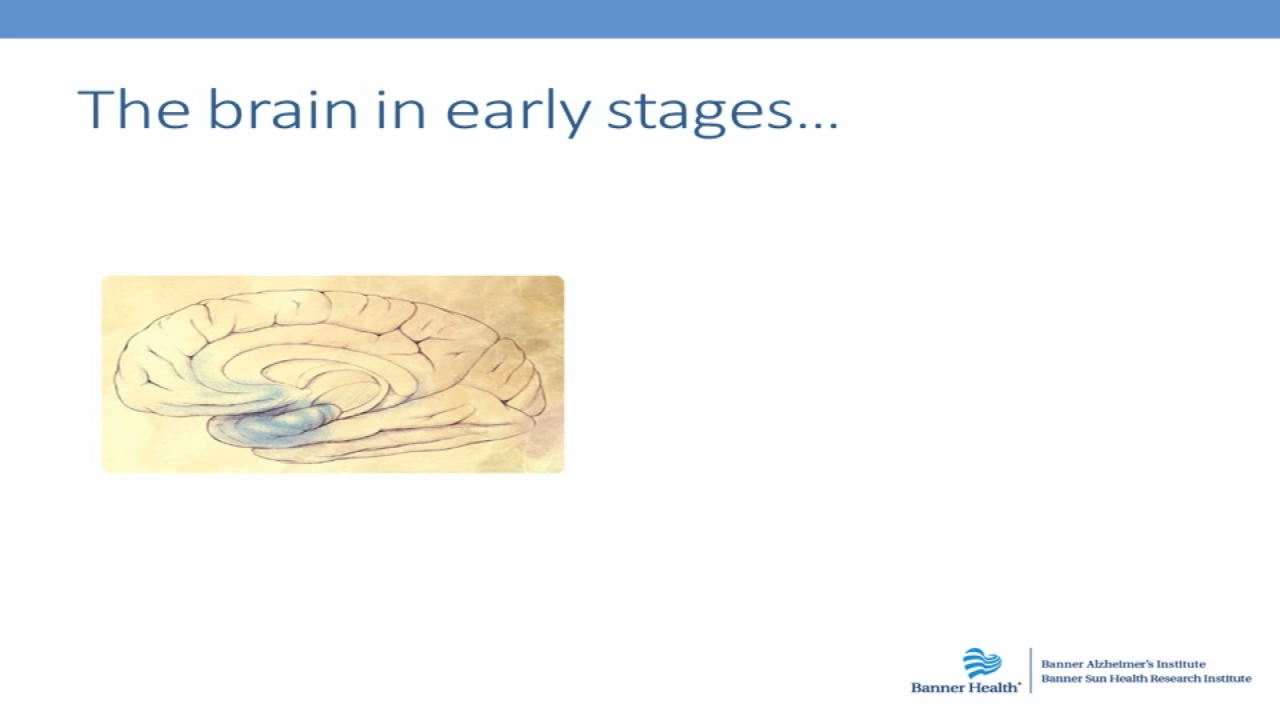 The brain in early stages...
Banner Health
Banner Alzheimer's Institute
Banner Sun Health Research Institute